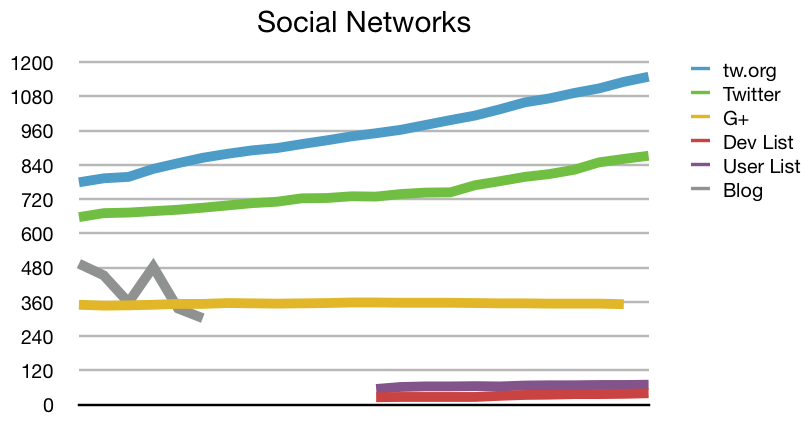 Social Networks
1200
1080
960
840
720
600
480
360
240
120
0
tw.org
Twitter
G+
Dev List
User List
Blog